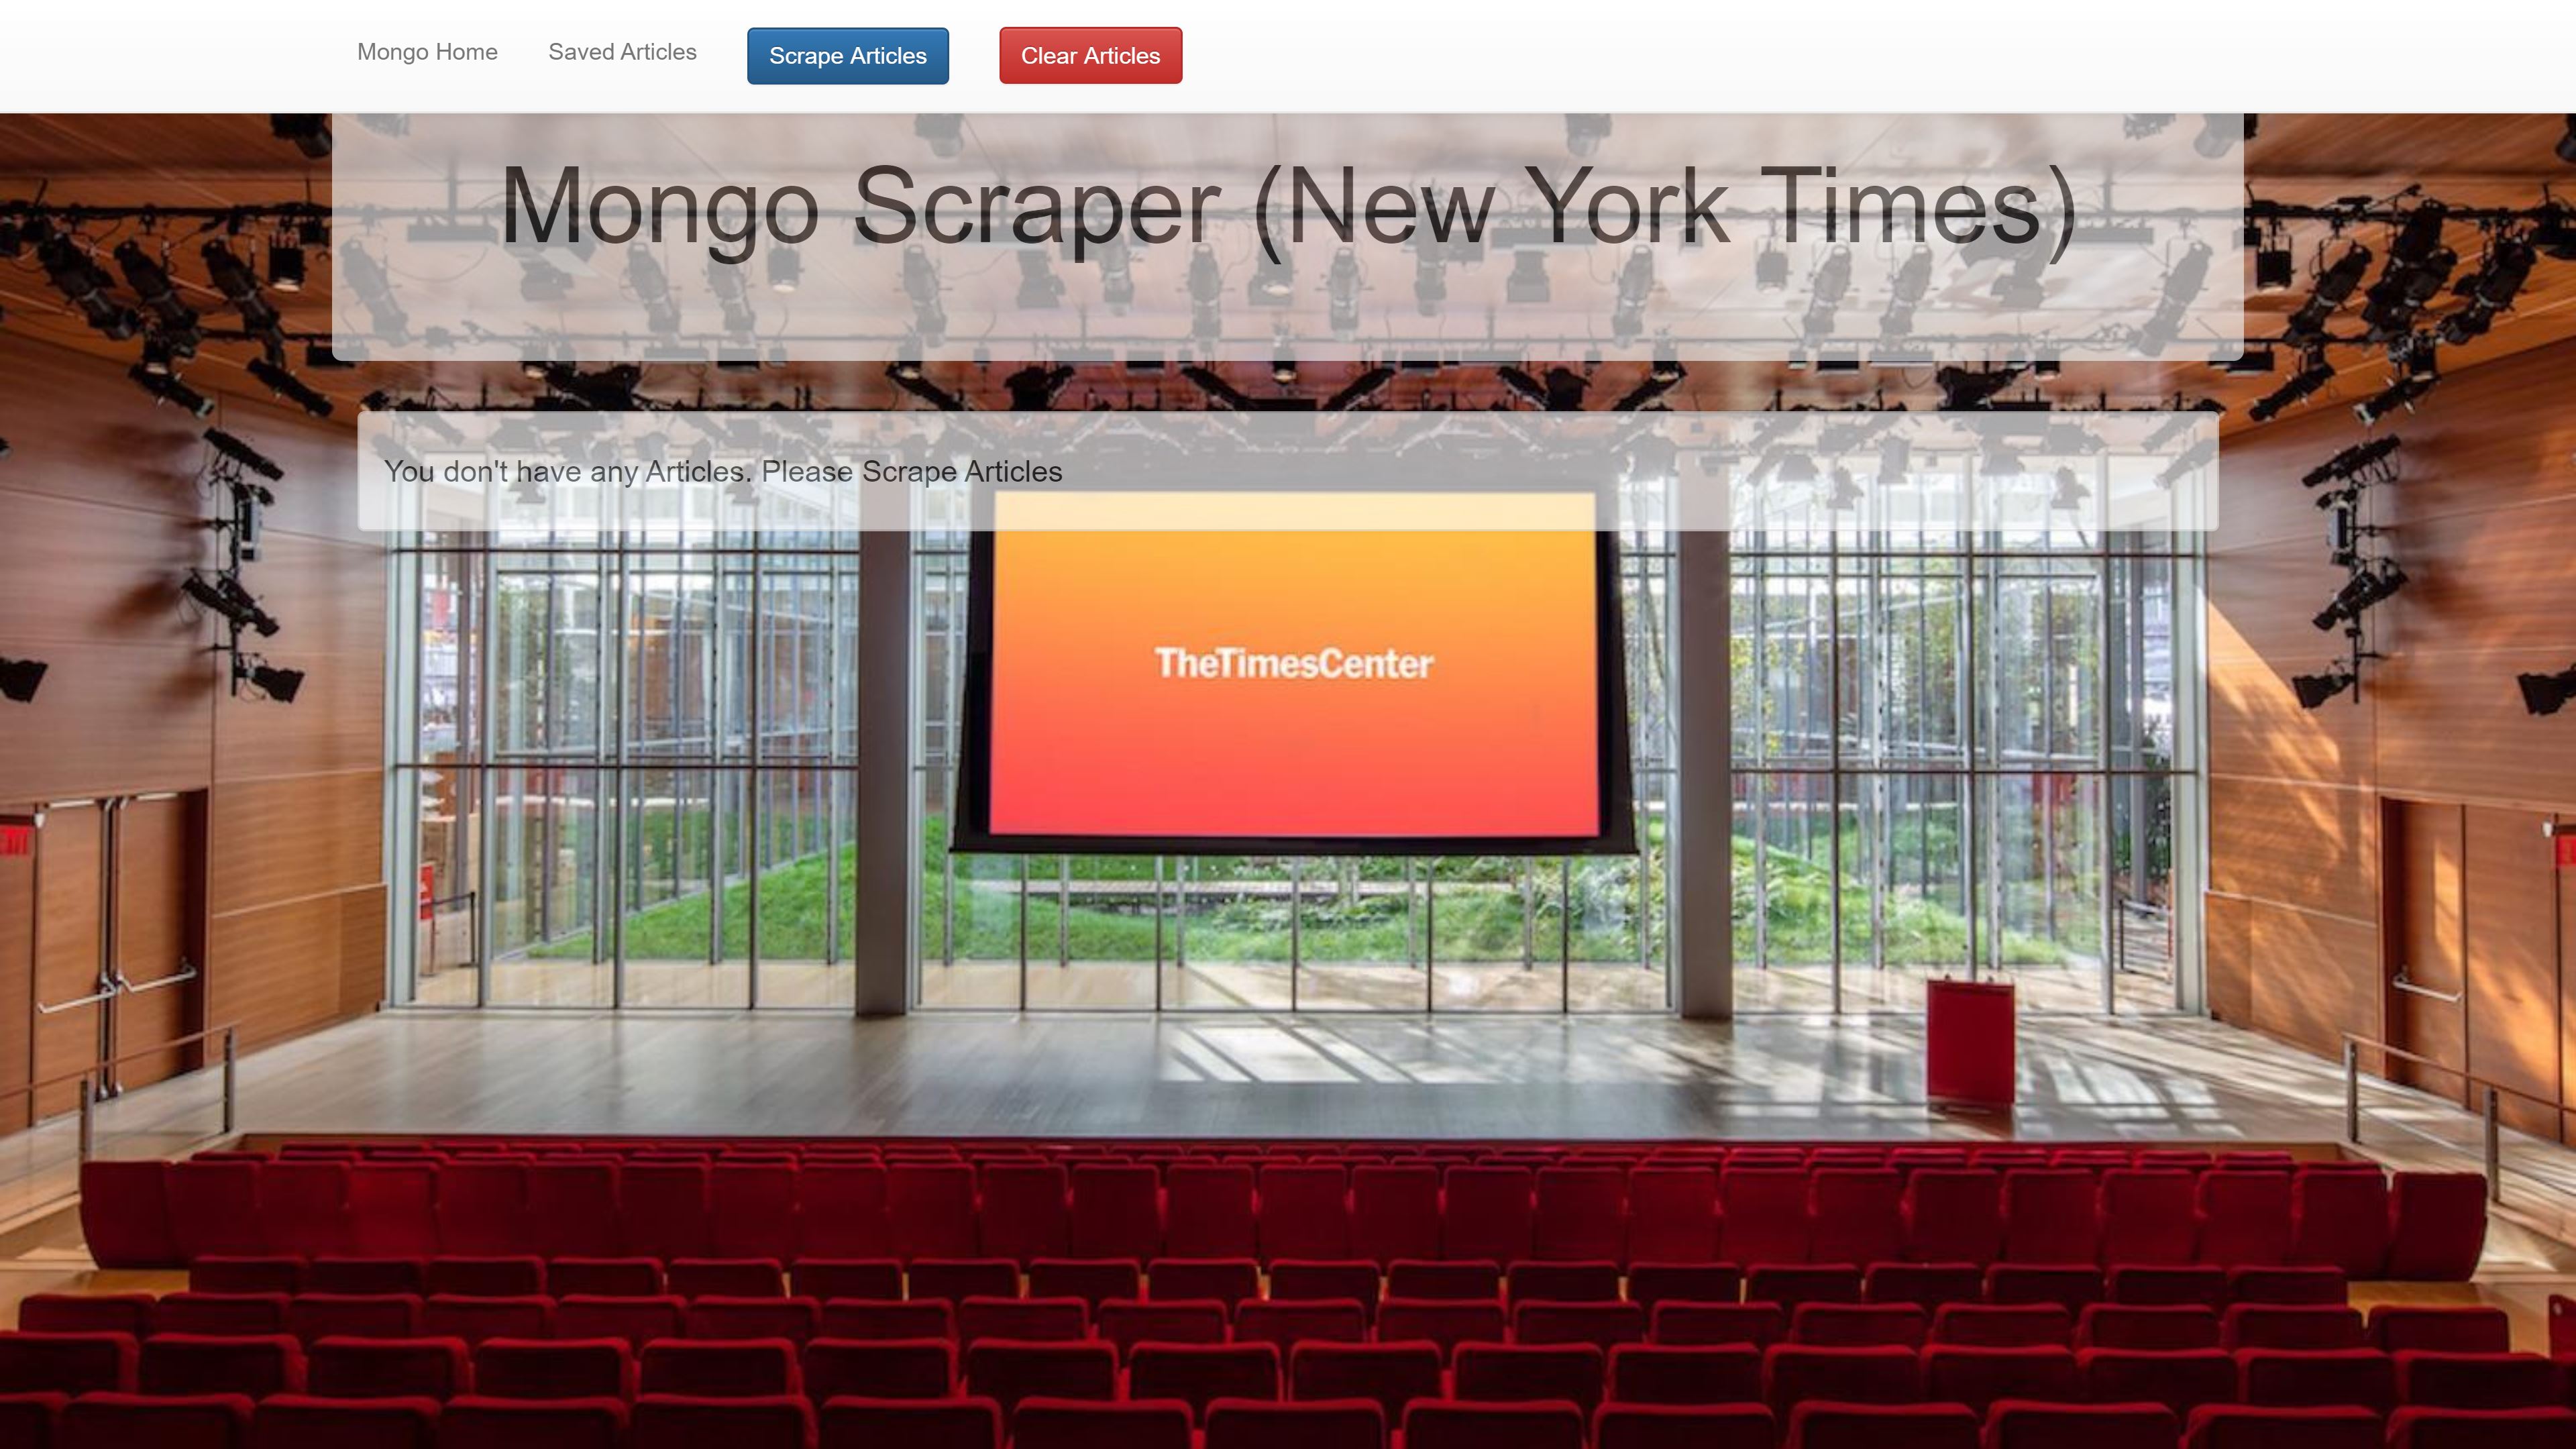 Mongo Home
Saved Articles
Scrape Articles
Clear Articles
Mongo Scraper (New York Times)
You don't have any Articles. Please Scrape Articles
TheTimesCenter